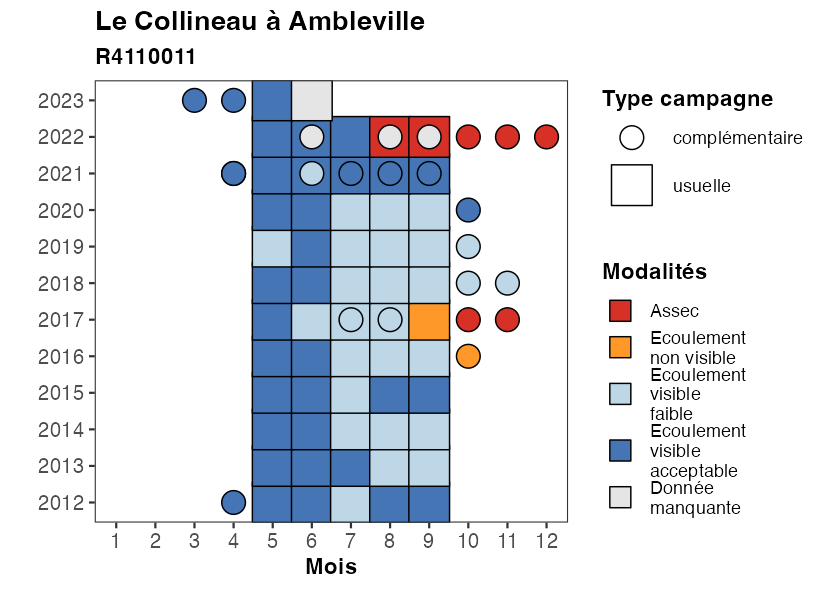 Le Collineau à Ambleville
R4110011
2023
2022
2021
2020
2019
2018
2017
2016
2015
2014
2013
2012
1 2 3 4 5 6 7 8 9 10 11 12
Mois
Type campagne
complémentaire
usuelle
Modalités
Assec
Ecoulement
non visible
Ecoulement
visible
faible
Ecoulement
visible
acceptable
Donnée
manquante